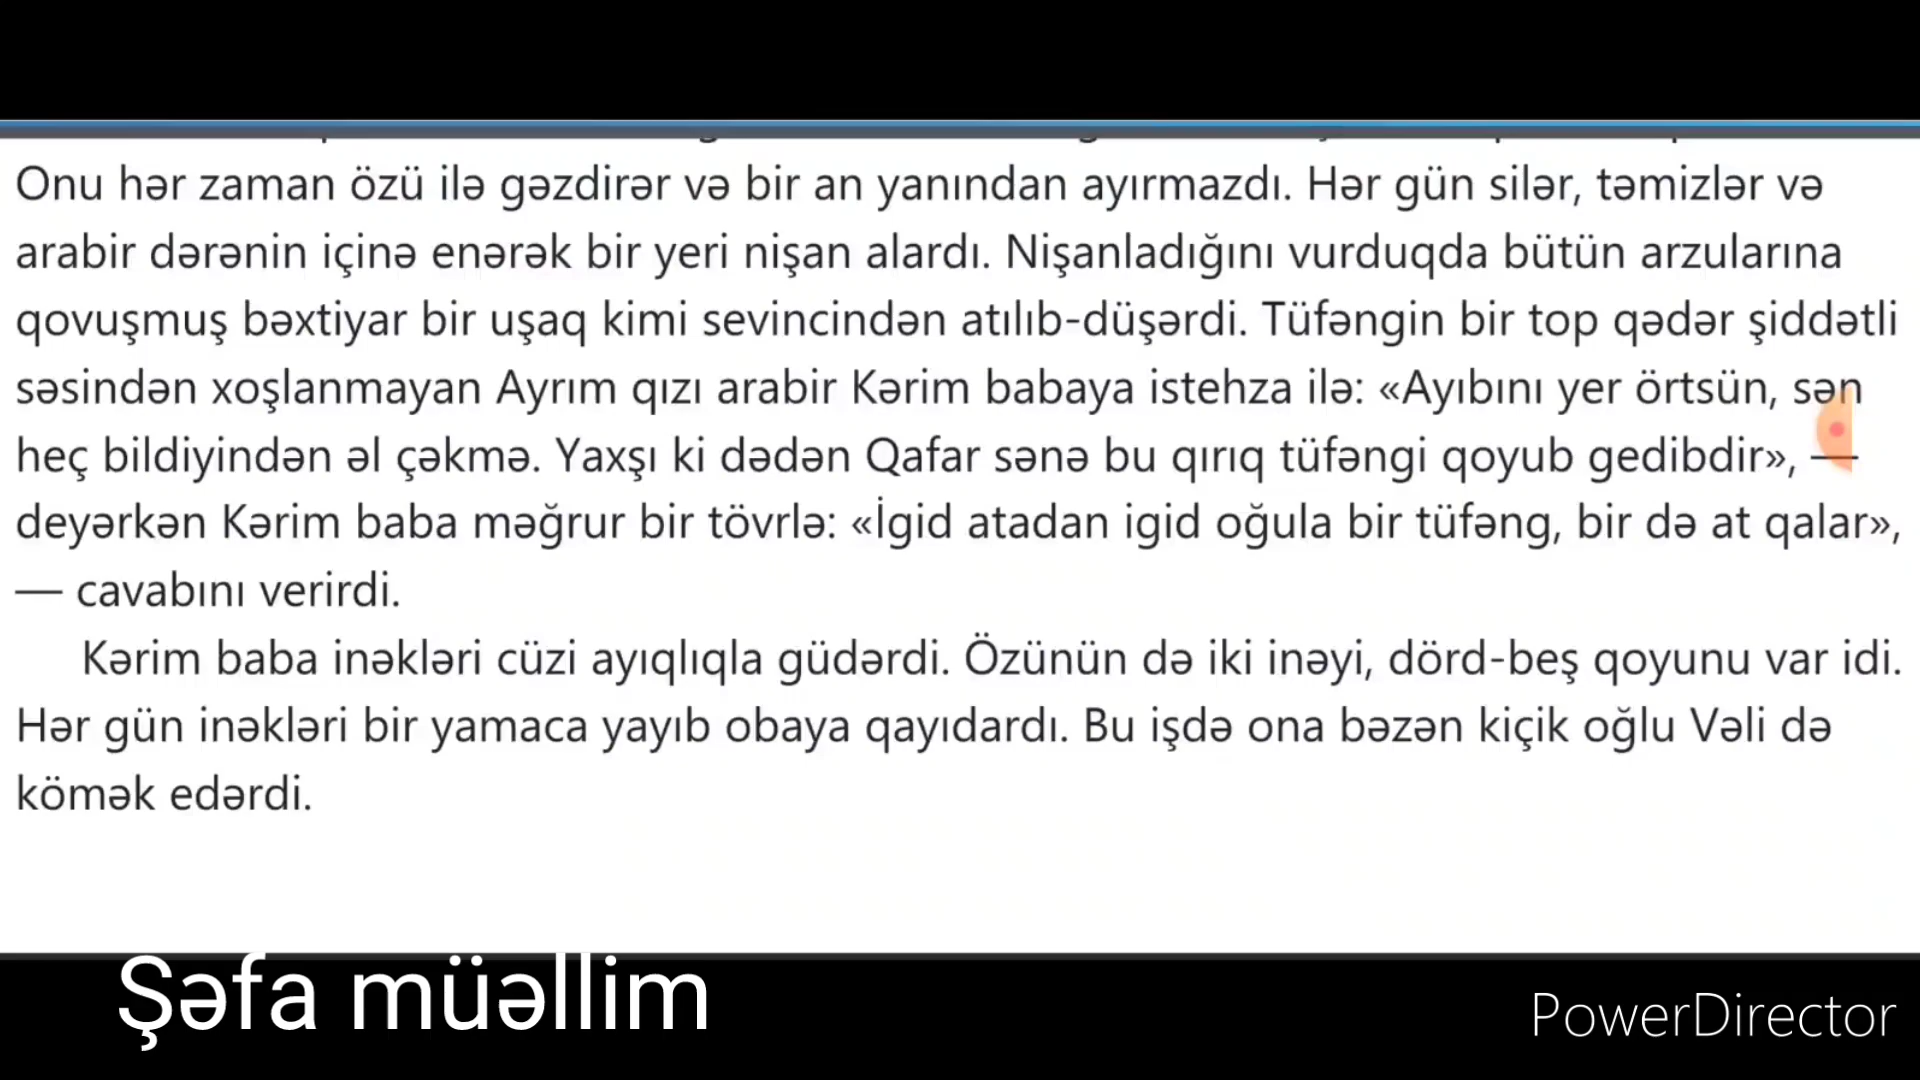 Onu hər zaman özü ilə gəzdirər və bir an yanından ayırmazdı. Hər gün silər, təmizlər və
arabir dərənin içinə enərək bir yeri nişan alardı. Nişanladığını vurduqda bütün arzularına
qovuşmuş bəxtiyar bir uşaq kimi sevincindən atılıb-düşərdi. Tüfəngin bir top qədər şiddətli
səsindən xoşlanmayan Ayrım qızı arabir Kərim babaya istehza ilə: «Ayıbını yer örtsün, sən
heç bildiyindən əl çəkmə. Yaxşı ki dədən Qafar sənə bu qırıq tüfəngi qoyub gedibdir», —
deyərkən Kərim baba məğrur bir tövrlə: «İgid atadan igid oğula bir tüfəng, bir də at qalar»,
— cavabını verirdi.
Kərim baba inəkləri cüzi ayıqlıqla güdərdi. Özünün də iki inəyi, dörd-beş qoyunu var idi.
Hər gün inəkləri bir yamaca yayıb obaya qayıdardı. Bu işdə ona bəzən kiçik oğlu Vəli də
kömək edərdi.
Şəfa müəllim
PowerDirector